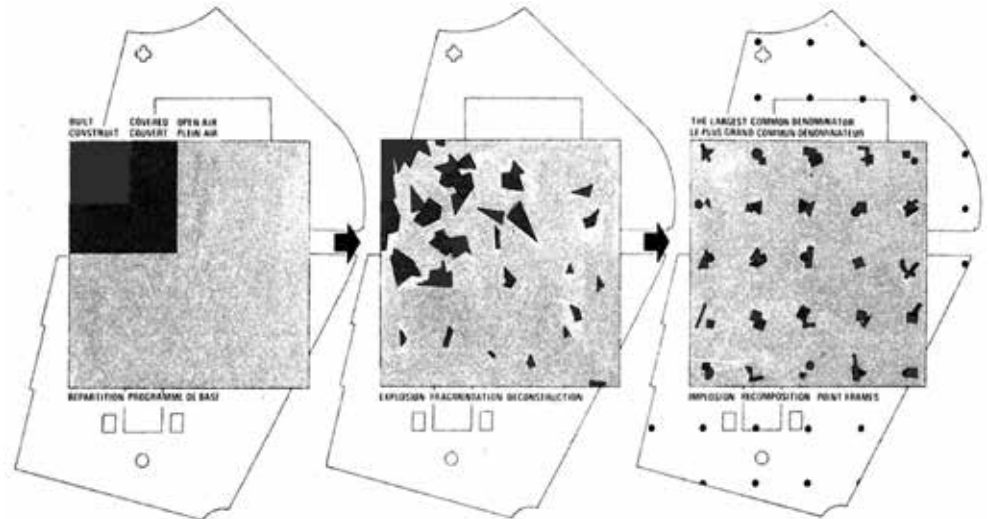 BUILT COVERED OPEN AIR
CONSTRUIT COUVERT PLEIN AIR
THE LARGEST COMMON DENOMINATOR
LE PLUS GRAND COMMUN DENOMINATEUR
REPARTITION PROGRAMME DE BASE
EXPLOSION FRAGMENTATION DECONSTRUCTION
IMPLOSION RECOMPOSITION POINT FRAMES